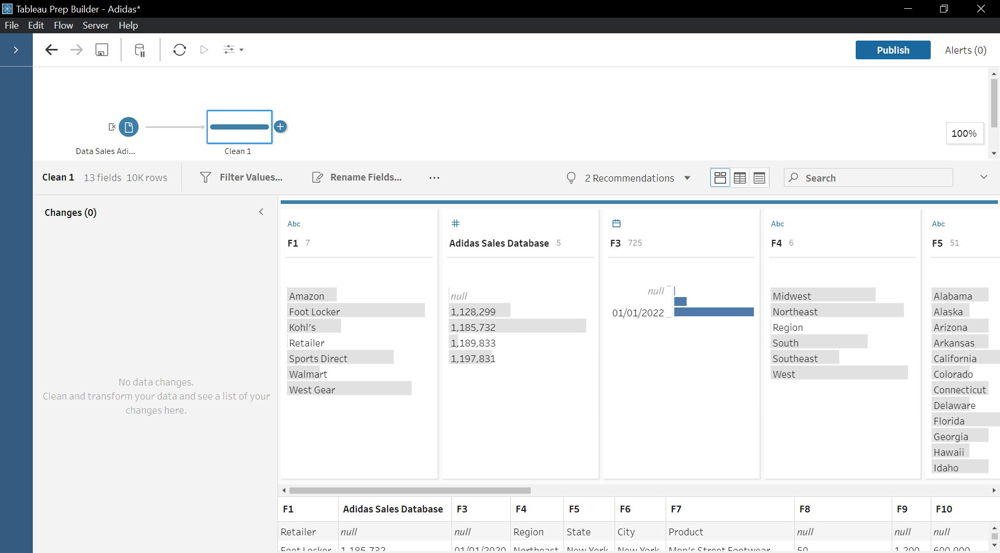 Tableau Prep Builder - Adidas*
File Edit Flow Server Help
Publish Alerts (0)
100%
Data Sales Adi... Clean 1
Clean 1 13 fields 10K rows Filter Values... Rename Fields... ... 2 Recommendations Search
Changes (0)
No data changes.
Clean and transform your data and see a list of your
changes here.
Abc
F1 7
Amazon
Foot Locker
Kohl's
Retailer
Sports Direct
Walmart
West Gear
#
Adidas Sales Database 5
null
1,128,299
1,185,732
1,189,833
1,197,831
F3 725
null
01/01/2022
Abc
F4 6
Midwest
Northeast
Region
South
Southeast
West
Abc
F5 51
Alabama
Alaska
Arizona
Arkansas
California
Colorado
Connecticut
Delaware
Florida
Georgia
Hawaii
Idaho
F1 Adidas Sales Database F3 F4 F5 F6 F7 F8 F9 F10
Retailer null null Region State City Product null null null
Foot Locker 1,185,732 01/01/2020 Northeast New York New York Men's Street Footwear 50 1,200 600,000